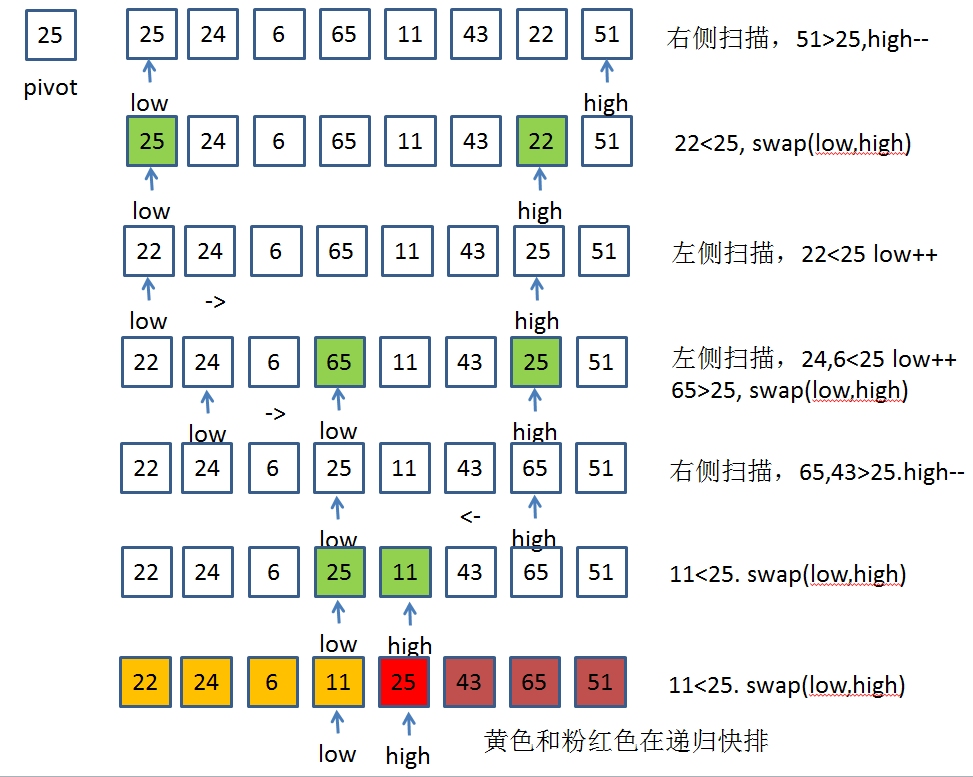 25 25 24 6 65 11 43 22 51 右侧扫描，51>25,high--
pivot
low high
25 24 6 65 11 43 22 51 22<25, swap(low,high)
low high
22 24 6 65 11 43 25 51 左侧扫描，22<25 low++
->
low high
22 24 6 65 11 43 25 51 左侧扫描，24,6<25 low++
65>25, swap(low,high)
->
low low high
22 24 6 25 11 43 65 51 右侧扫描，65,43>25.high--
<-
low high
22 24 6 25 11 43 65 51 11<25. swap(low,high)
low high
22 24 6 11 25 43 65 51 11<25. swap(low,high)
low high
黄色和粉红色在递归快排